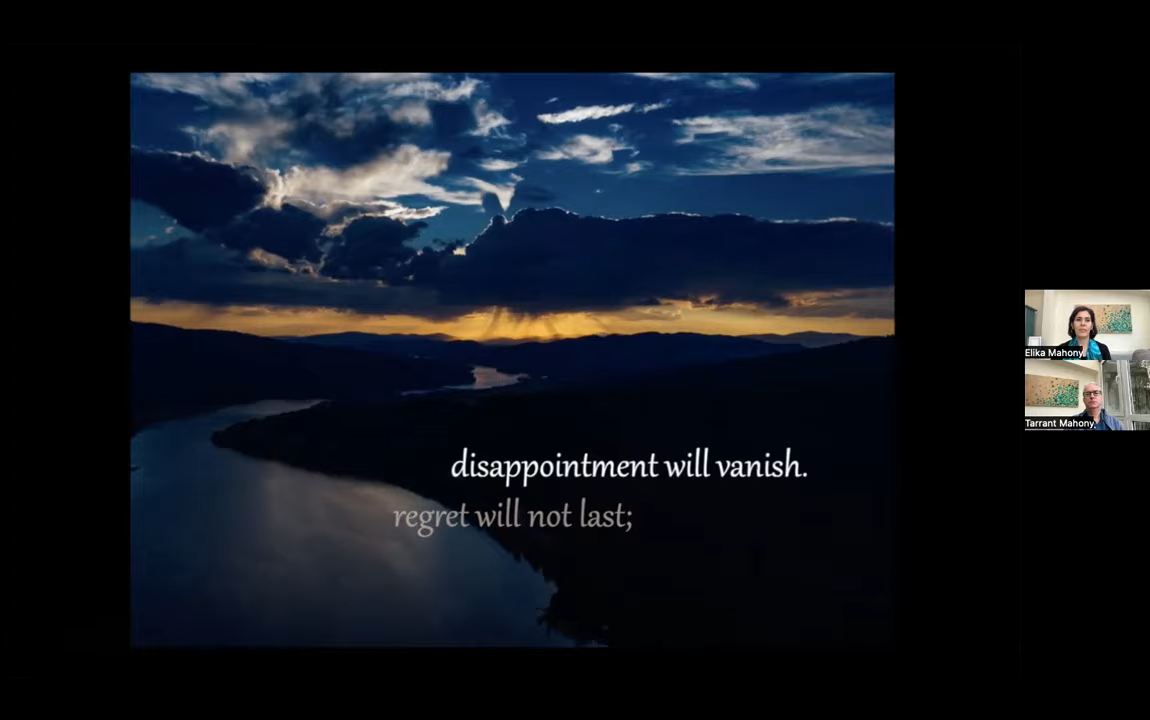 disappointment will vanish.
regret will not last;
Elika Mahony
Tarrant Mahony